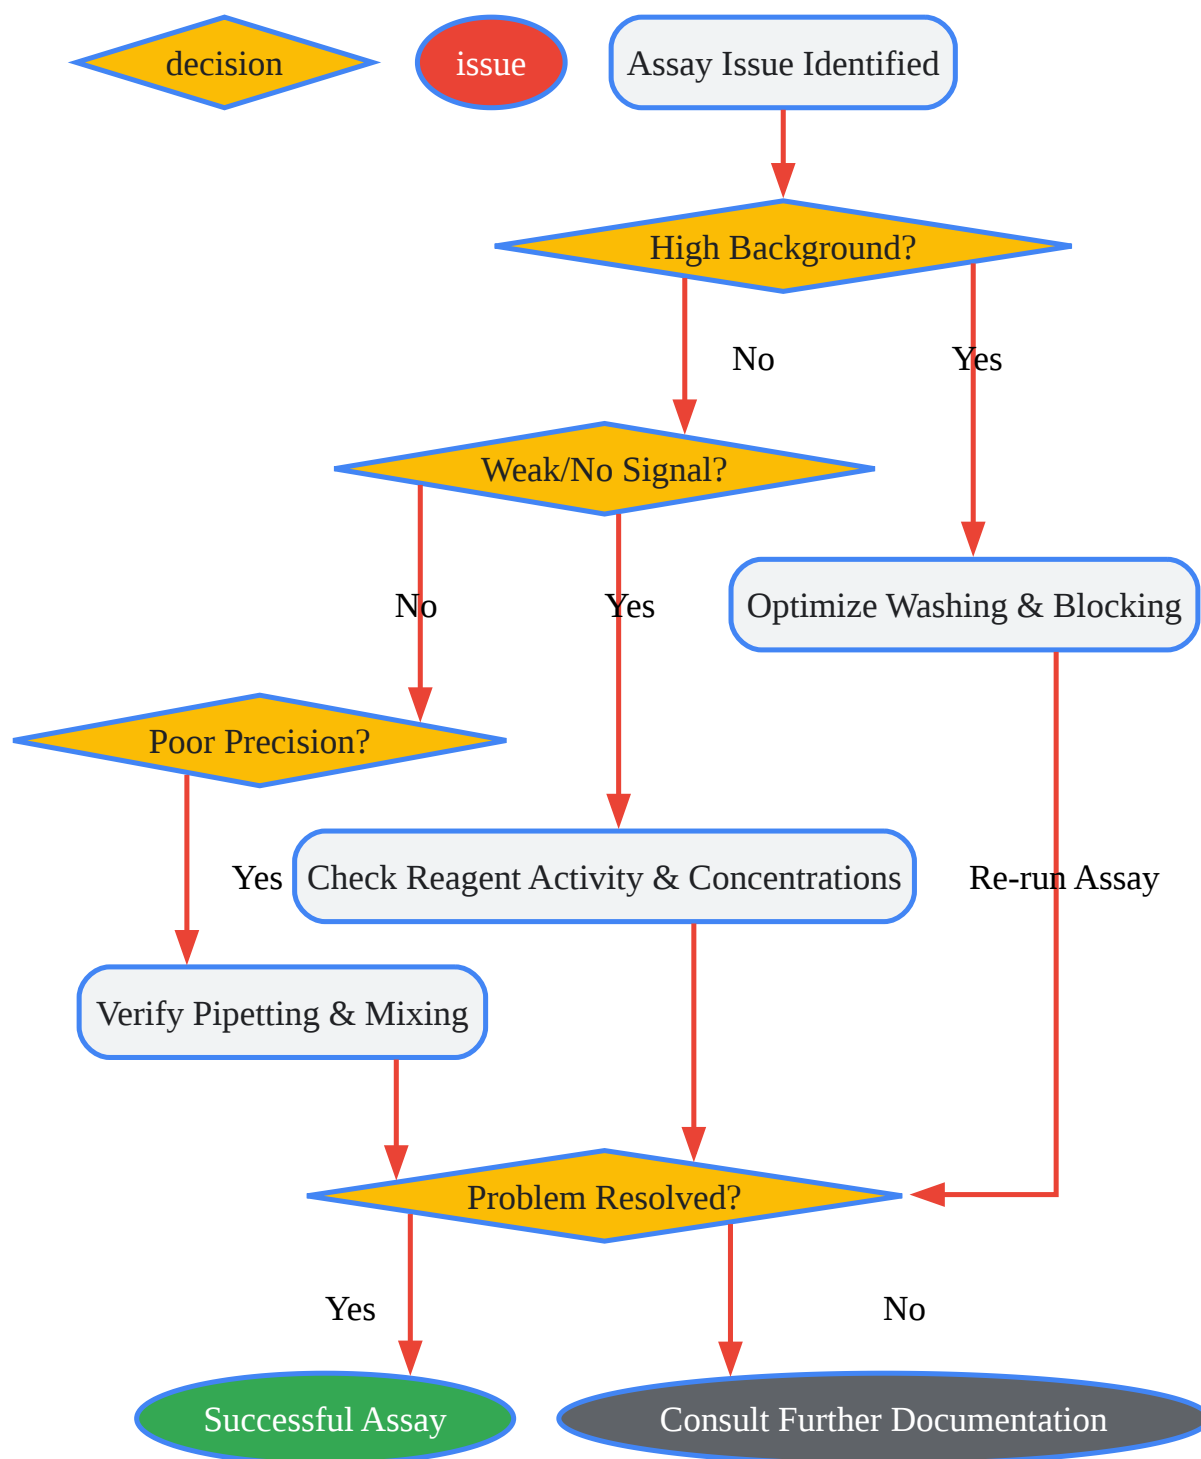 decision
issue
Assay Issue Identified
High Background?
No
Yes
Weak/No Signal?
No
Yes
Optimize Washing & Blocking
Poor Precision?
Yes
Check Reagent Activity & Concentrations
Re-run Assay
Verify Pipetting & Mixing
Problem Resolved?
Yes
No
Successful Assay
Consult Further Documentation